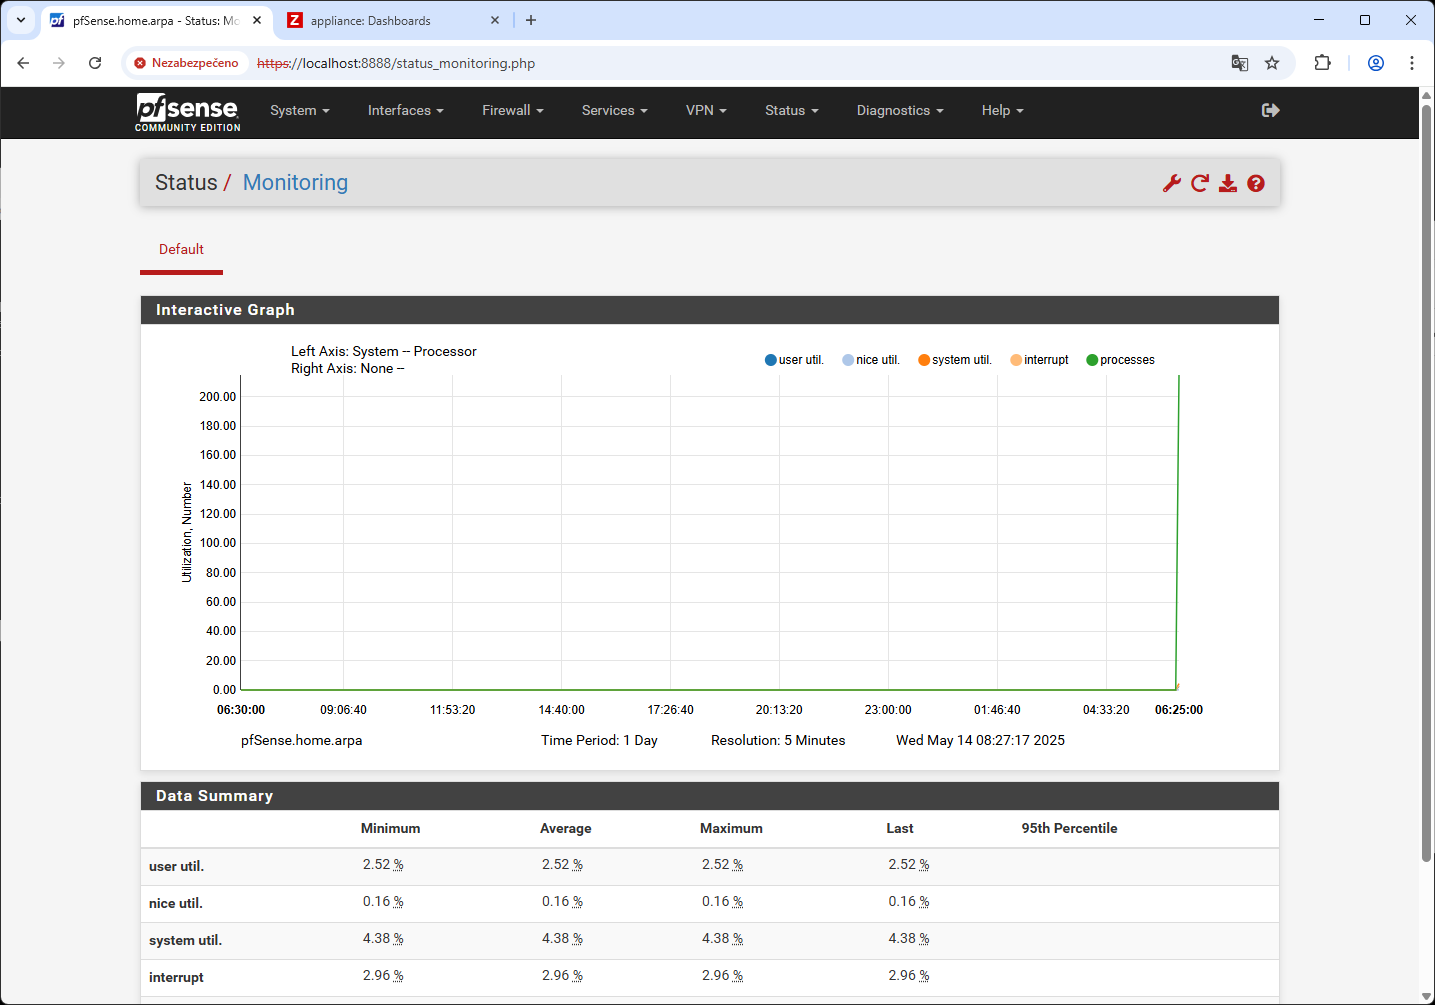 pfSense.home.arpa - Status: Mo
appliance: Dashboards
Nezabezpečeno
https://localhost:8888/status_monitoring.php
pfsense
COMMUNITY EDITION
System
Interfaces
Firewall
Services
VPN
Status
Diagnostics
Help
Status / Monitoring
Default
Interactive Graph
Left Axis: System -- Processor
Right Axis: None --
user util.
nice util.
system util.
interrupt
processes
Utilization, Number
200.00
180.00
160.00
140.00
120.00
100.00
80.00
60.00
40.00
20.00
0.00
06:30:00 09:06:40 11:53:20 14:40:00 17:26:40 20:13:20 23:00:00 01:46:40 04:33:20 06:25:00
pfSense.home.arpa Time Period: 1 Day Resolution: 5 Minutes Wed May 14 08:27:17 2025
Data Summary
Minimum Average Maximum Last 95th Percentile
user util. 2.52 % 2.52 % 2.52 % 2.52 %
nice util. 0.16 % 0.16 % 0.16 % 0.16 %
system util. 4.38 % 4.38 % 4.38 % 4.38 %
interrupt 2.96 % 2.96 % 2.96 % 2.96 %